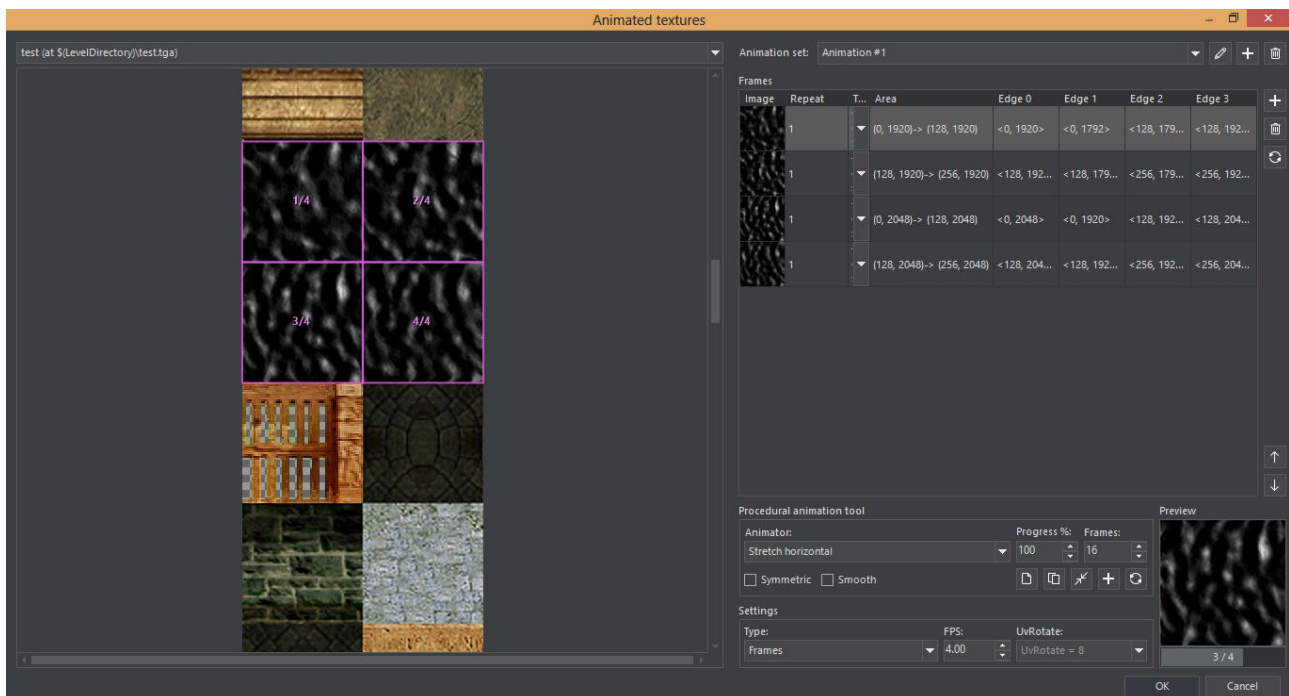 Animated textures
test (at $(LevelDirectory)\test.tga)
Animation set: Animation #1
1/4
2/4
3/4
4/4
Frames
Image Repeat T... Area Edge 0 Edge 1 Edge 2 Edge 3
1 (0, 1920)-> (128, 1920) <0, 1920> <0, 1792> <128, 179... <128, 192...
1 (128, 1920)-> (256, 1920) <128, 192... <128, 179... <256, 179... <256, 192...
1 (0, 2048)-> (128, 2048) <0, 2048> <0, 1920> <128, 192... <128, 204...
1 (128, 2048)-> (256, 2048) <128, 204... <128, 192... <256, 192... <256, 204...
Procedural animation tool
Animator:
Progress %: Frames:
Stretch horizontal 100 16
Symmetric Smooth
Settings
Type: FPS: UvRotate:
Frames 4.00 UvRotate = 8
Preview
3 / 4
OK Cancel